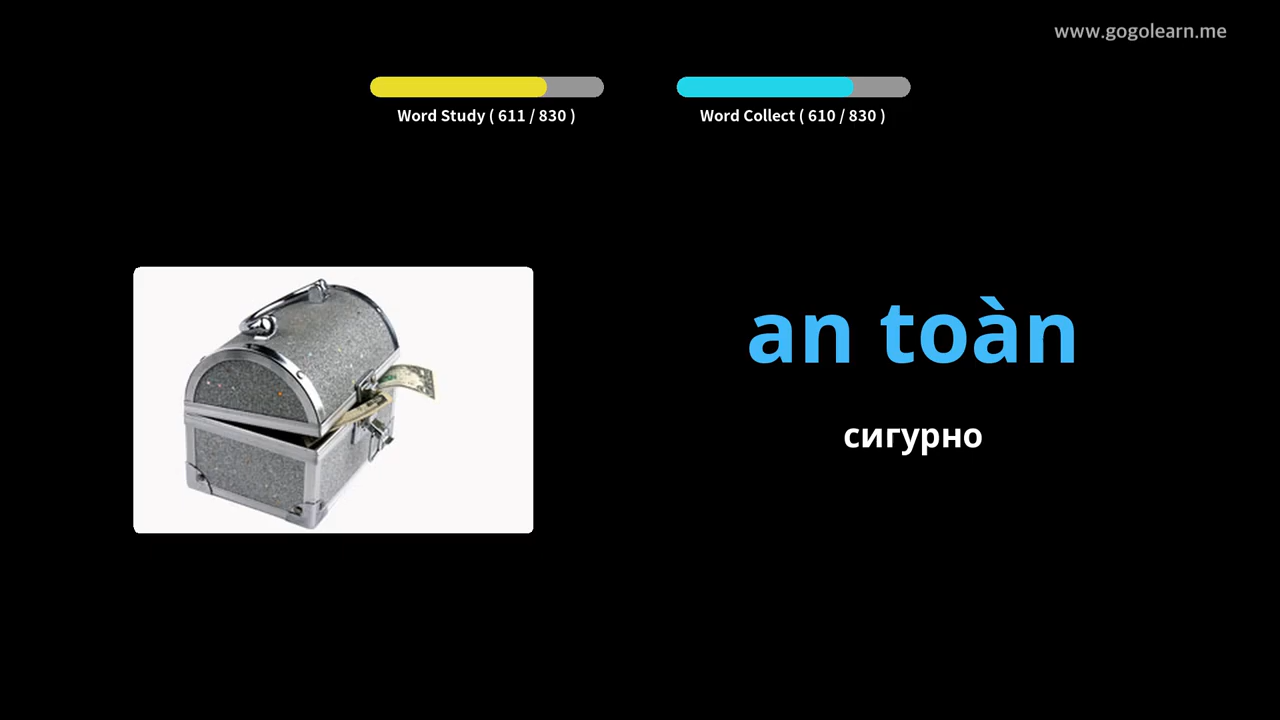 www.gogolearn.me
Word Study ( 611 / 830 )
Word Collect ( 610 / 830 )
an toàn
сигурно